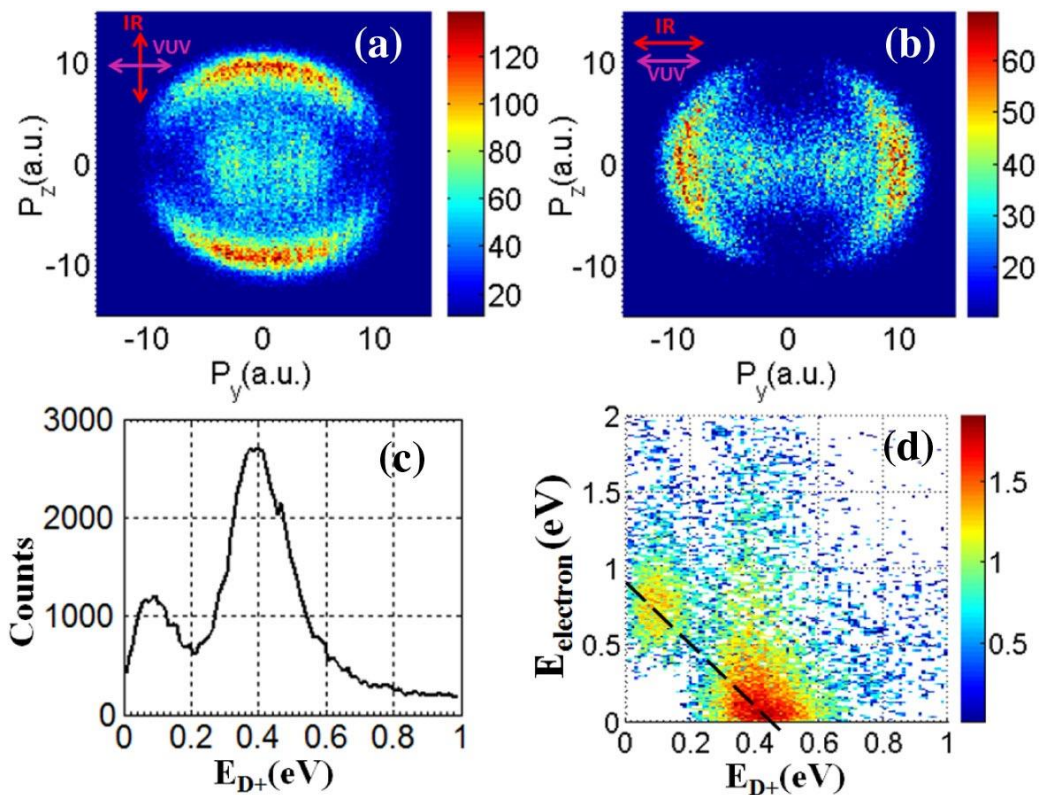 IR
VUV
(a)
10
0
-10
P_z(a.u.)
-10 0 10
P_y(a.u.)
120
100
80
60
40
20
IR
VUV
(b)
10
0
-10
P_z(a.u.)
-10 0 10
P_y(a.u.)
60
50
40
30
20
3000
2000
1000
0
Counts
(c)
0 0.2 0.4 0.6 0.8 1
E_D+(eV)
2
1.5
1
0.5
0
E_electron(eV)
(d)
0 0.2 0.4 0.6 0.8 1
E_D+(eV)
1.5
1
0.5